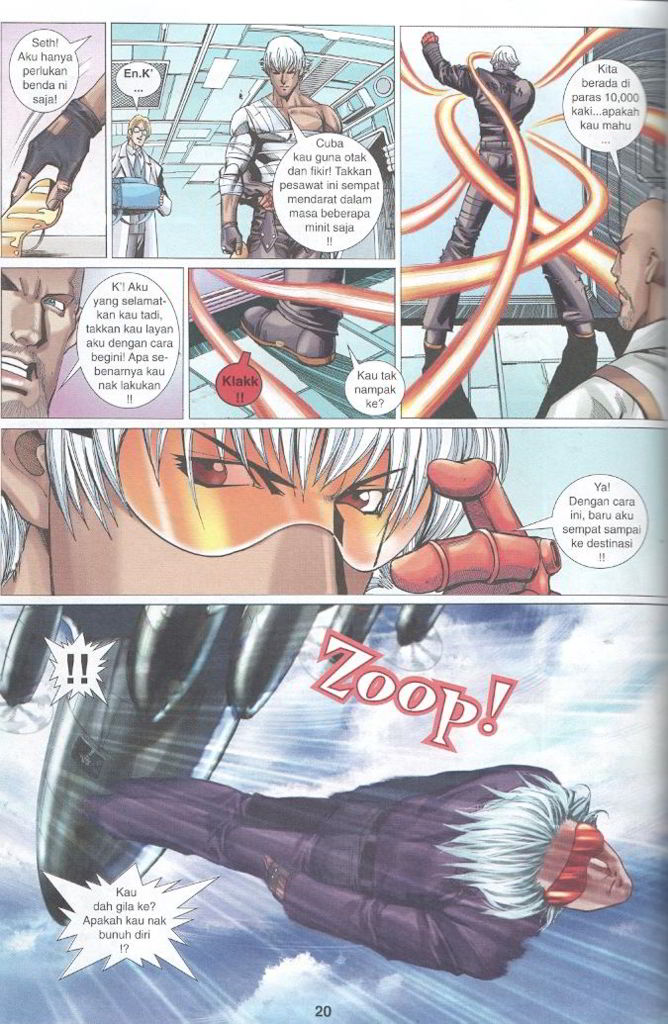 Seth!
Aku hanya
perlukan
benda ni
saja!
En.K'
...
Cuba
kau guna otak
dan fikir! Takkan
pesawat ini sempat
mendarat dalam
masa beberapa
minit saja
!!
Kita
berada di
paras 10,000
kaki...apakah
kau mahu
...
K'! Aku
yang selamat-
kan kau tadi,
takkan kau layan
aku dengan cara
begini! Apa se-
benarnya kau
nak lakukan
!!
Klakk
!!
Kau tak
nampak
ke?
Ya!
Dengan cara
ini, baru aku
sempat sampai
ke destinasi
!!
!!
Zoop!
Kau
dah gila ke?
Apakah kau nak
bunuh diri
!?
20